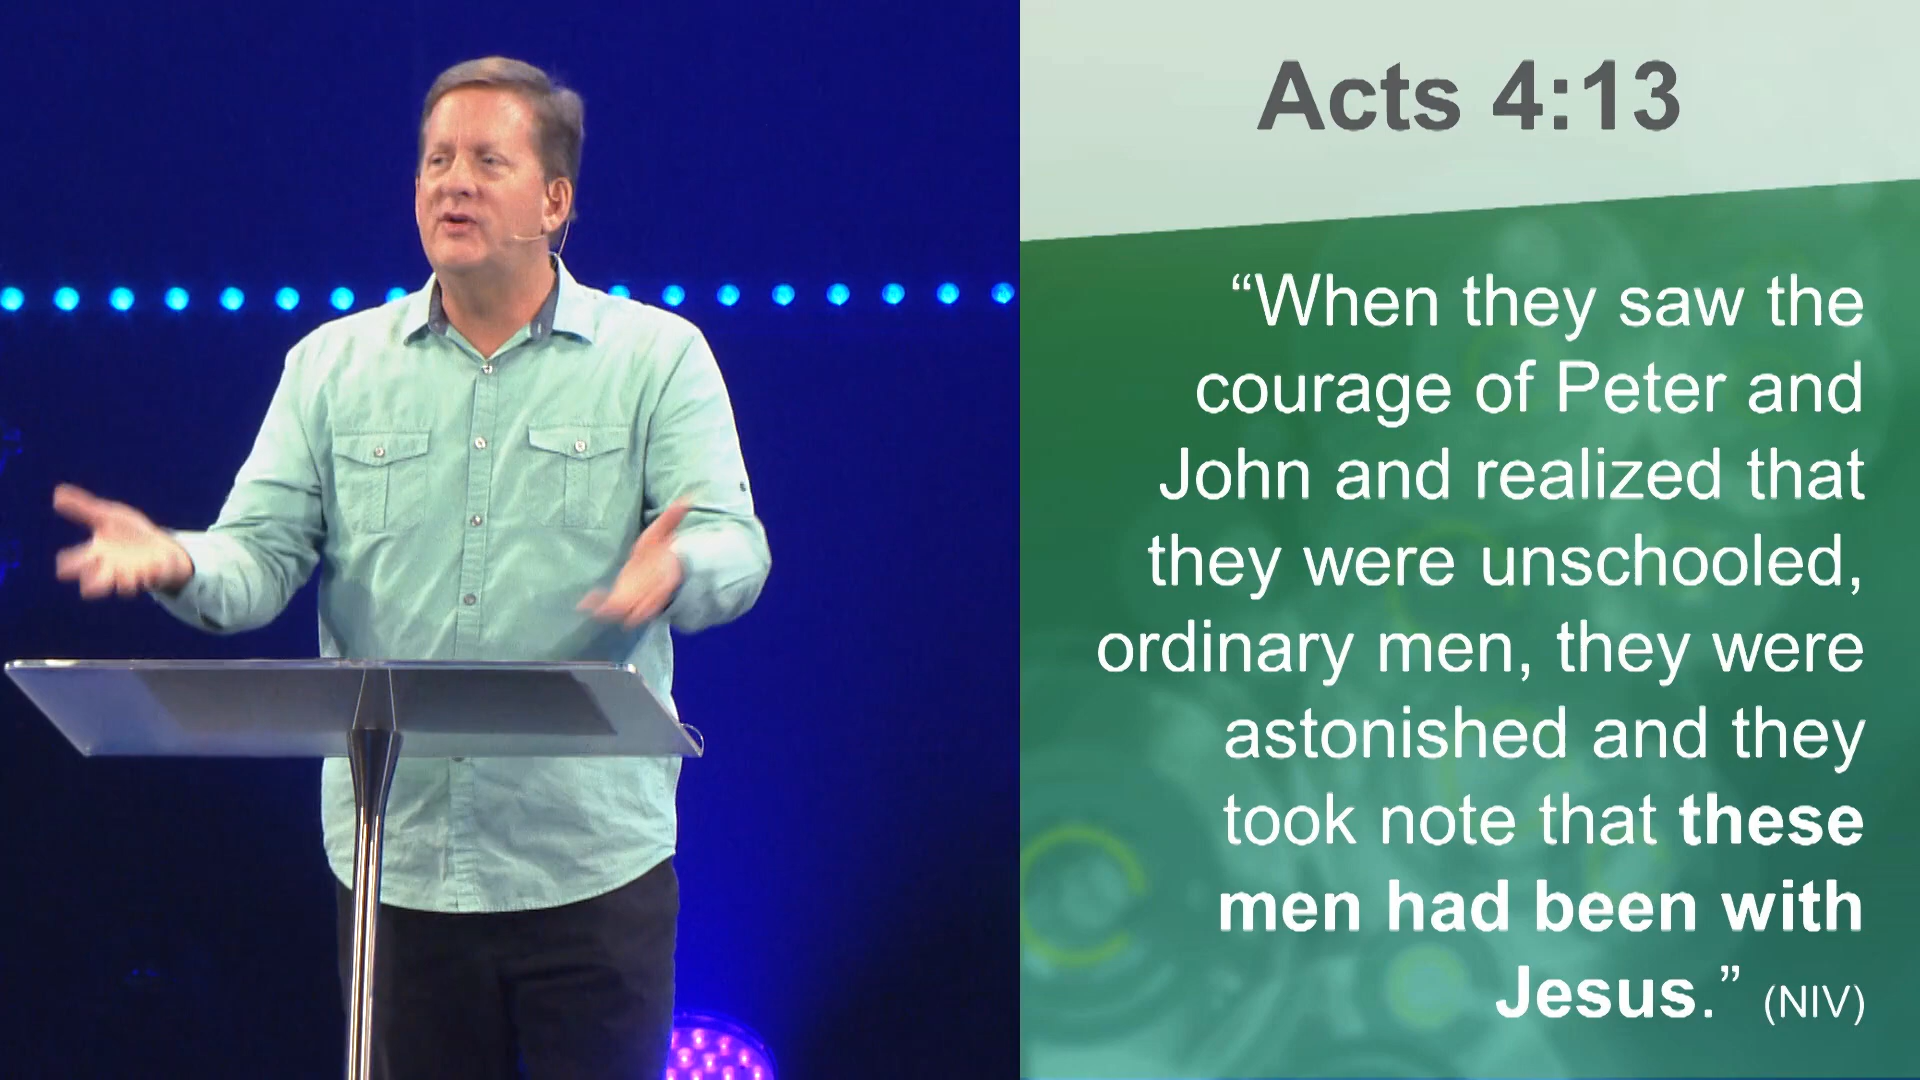 Acts 4:13
“When they saw the
courage of Peter and
John and realized that
they were unschooled,
ordinary men, they were
astonished and they
took note that these
men had been with
Jesus.” (NIV)